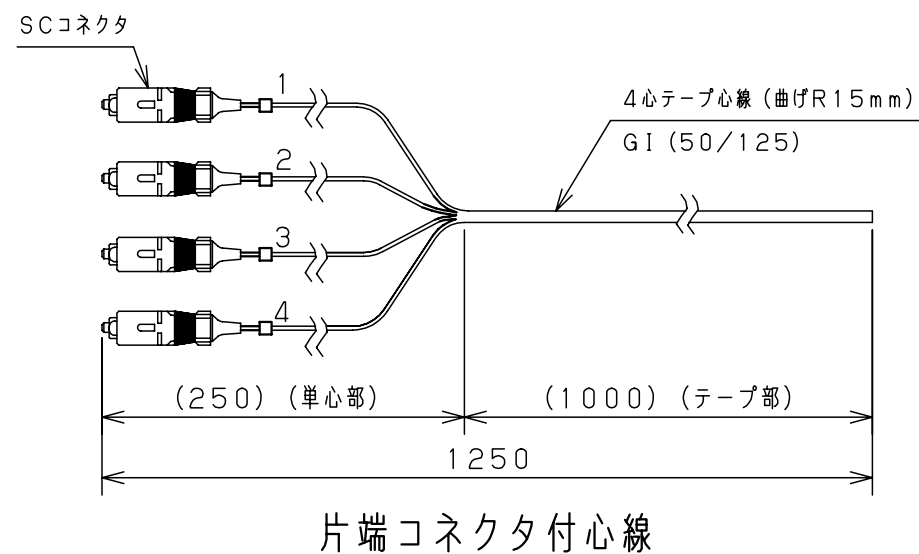 SCコネクタ
1
4心テープ心線(曲げR15mm)
GI(50/125)
2
3
4
(250)(単心部)
(1000)(テープ部)
1250
片端コネクタ付心線